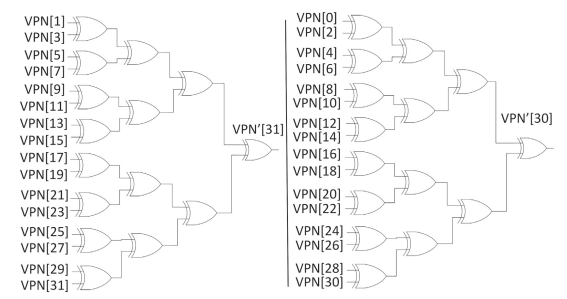 VPN[1]
VPN[3]
VPN[5]
VPN[7]
VPN[9]
VPN[11]
VPN[13]
VPN[15]
VPN[17]
VPN[19]
VPN[21]
VPN[23]
VPN[25]
VPN[27]
VPN[29]
VPN[31]
VPN'[31]
VPN[0]
VPN[2]
VPN[4]
VPN[6]
VPN[8]
VPN[10]
VPN[12]
VPN[14]
VPN[16]
VPN[18]
VPN[20]
VPN[22]
VPN[24]
VPN[26]
VPN[28]
VPN[30]
VPN'[30]